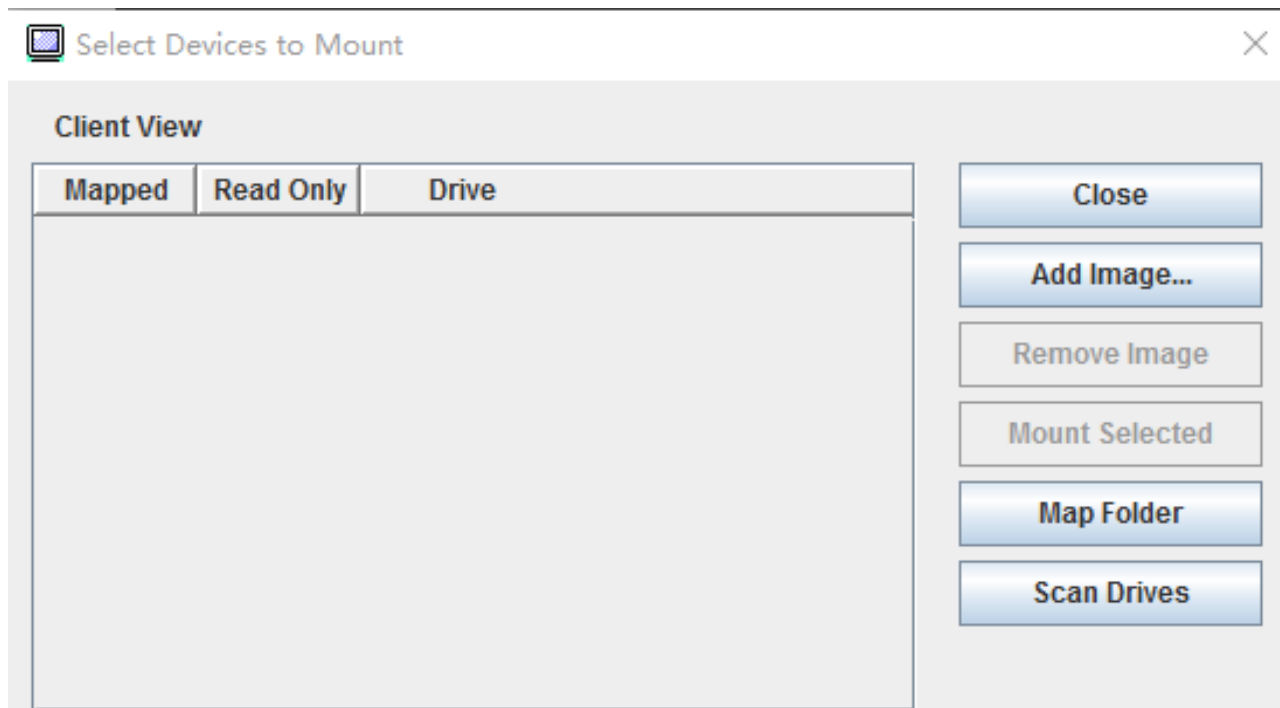 Select Devices to Mount
Client View
Mapped Read Only Drive
Close
Add Image...
Remove Image
Mount Selected
Map Folder
Scan Drives